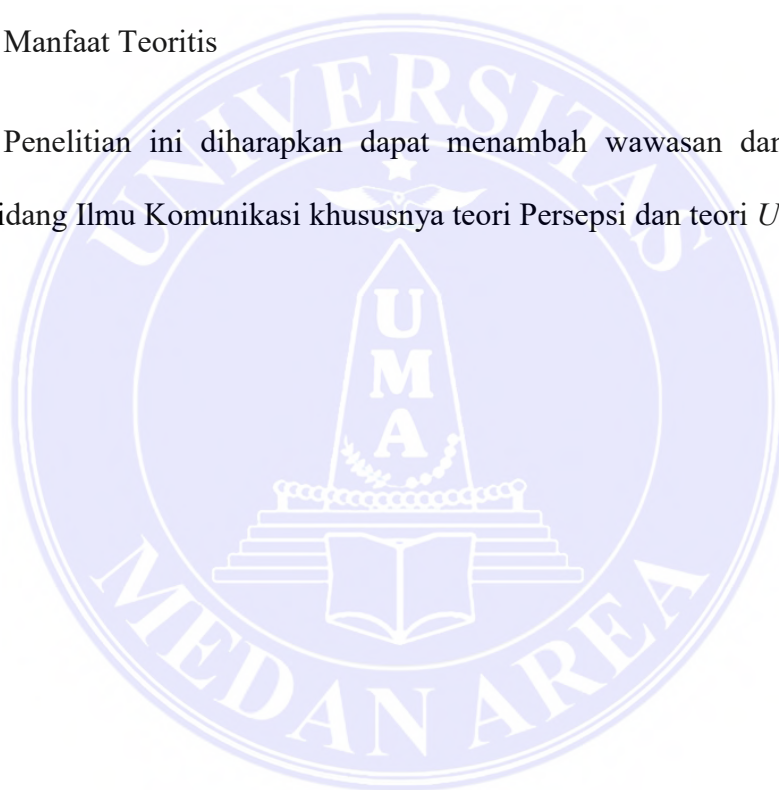 Manfaat Teoritis
Penelitian ini diharapkan dapat menambah wawasan dan
idang Ilmu Komunikasi khususnya teori Persepsi dan teori U
UNIVERSITAS
U
M
A
MEDAN AREA